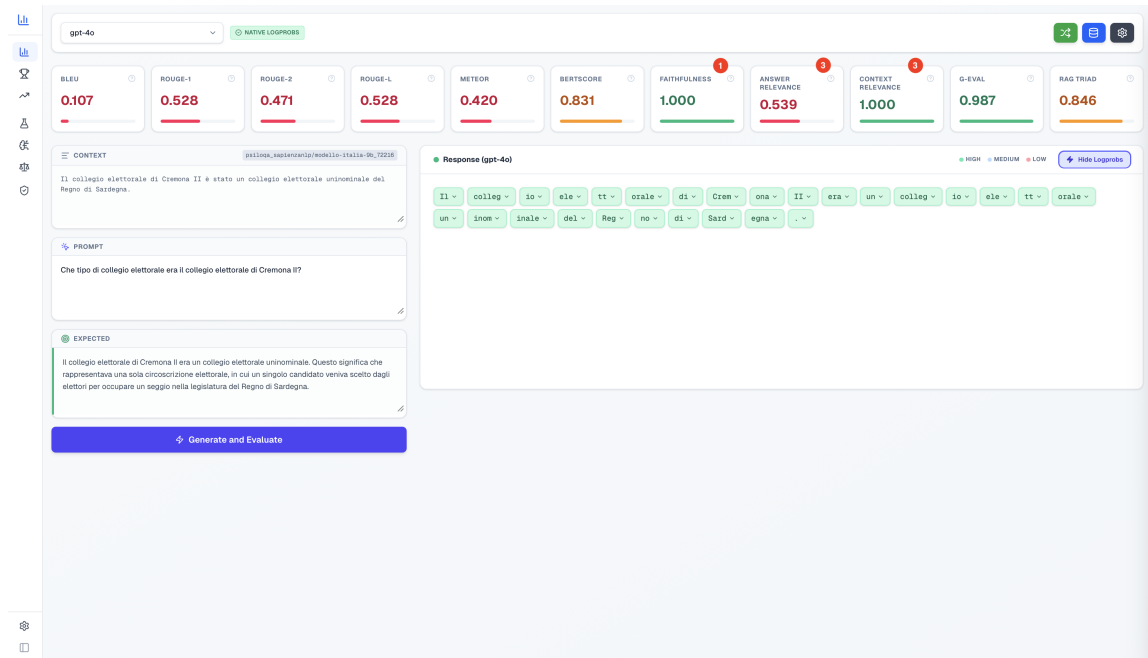 gpt-4o
NATIVE LOGPROBS
BLEU
0.107
ROUGE-1
0.528
ROUGE-2
0.471
ROUGE-L
0.528
METEOR
0.420
BERTSCORE
0.831
FAITHFULNESS
1
1.000
ANSWER
RELEVANCE
3
0.539
CONTEXT
RELEVANCE
3
1.000
G-EVAL
0.987
RAG TRIAD
0.846
CONTEXT
psiloqa_sapienzanlp/modello-italia-9b_72216
Il collegio elettorale di Cremona II è stato un collegio elettorale uninominale del
Regno di Sardegna.
PROMPT
Che tipo di collegio elettorale era il collegio elettorale di Cremona II?
EXPECTED
Il collegio elettorale di Cremona II era un collegio elettorale uninominale. Questo significa che
rappresentava una sola circoscrizione elettorale, in cui un singolo candidato veniva scelto dagli
elettori per occupare un seggio nella legislatura del Regno di Sardegna.
Generate and Evaluate
Response (gpt-4o)
HIGH MEDIUM LOW
Hide Logprobs
Il colleg io ele tt orale di Crem ona II era un colleg io ele tt orale
un inom inale del Reg no di Sard egna .